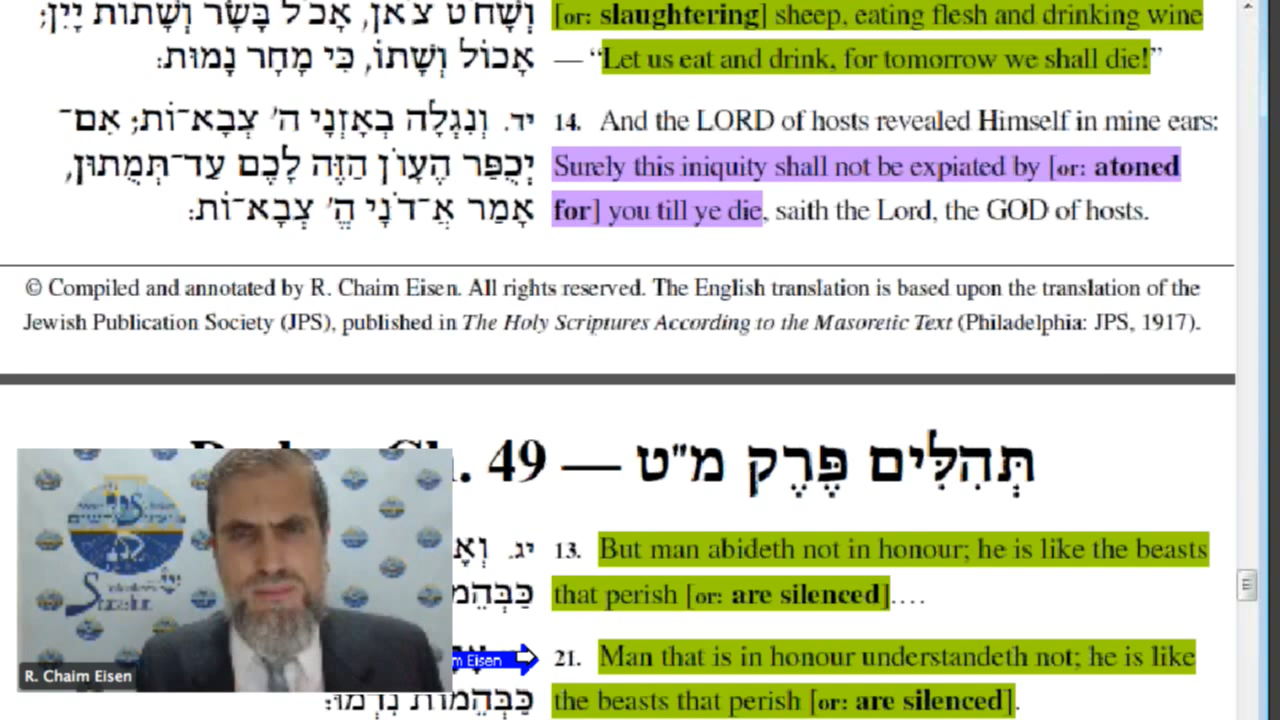 [or: slaughtering] sheep, eating flesh and drinking wine
וְשָׁחֹט צֹאן, אָכֹל בָּשָׂר וְשָׁתוֹת יָיִן;
— “Let us eat and drink, for tomorrow we shall die!”
אָכוֹל וְשָׁתוֹ, כִּי מָחָר נָמוּת:
14. And the LORD of hosts revealed Himself in mine ears:
יד. וְנִגְלָה בְאָזְנָי ה' צְבָא־וֹת; אִם־
Surely this iniquity shall not be expiated by [or: atoned
יְכֻפַּר הֶעָוֹן הַזֶּה לָכֶם עַד־תְּמֻתוּן,
for] you till ye die, saith the Lord, the GOD of hosts.
אָמַר אֲ־דֹנָי הֱ' צְבָא־וֹת:
© Compiled and annotated by R. Chaim Eisen. All rights reserved. The English translation is based upon the translation of the
Jewish Publication Society (JPS), published in The Holy Scriptures According to the Masoretic Text (Philadelphia: JPS, 1917).
. 49 — תְּהִלִּים פֶּרֶק מ"ט
13. But man abideth not in honour; he is like the beasts
יג.
that perish [or: are silenced]....
21. Man that is in honour understandeth not; he is like
m Eisen
the beasts that perish [or: are silenced].
כַּבְּהֵמוֹת נִדְמוּ:
R. Chaim Eisen